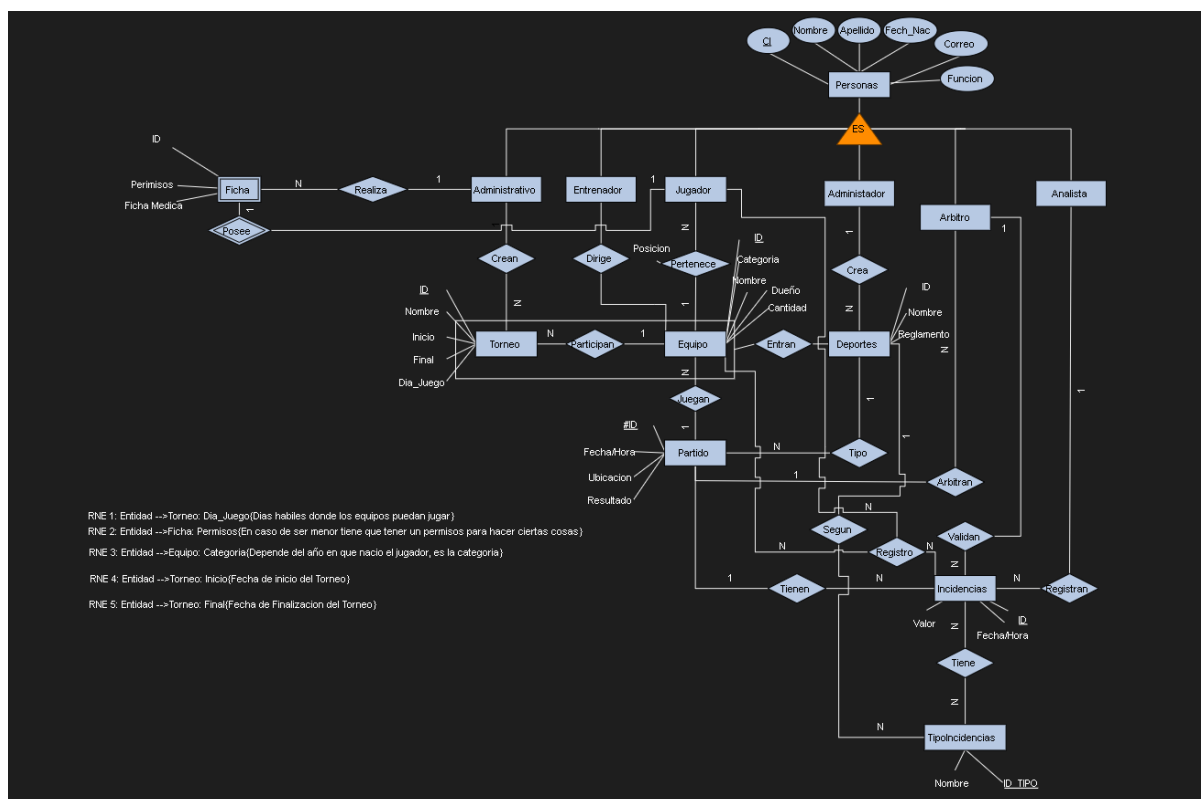 Nombre
Apellido
Fech_Nac
CI
Correo
Funcion
Personas
ES
ID
Perimisos
Ficha Medica
Ficha
N
Realiza
1
Administrativo
Entrenador
1
Jugador
Administador
Arbitro
Analista
1
Posee
1
1
N
Crean
Dirige
Posicion
Pertenece
ID
Categoria
Nombre
Dueño
Cantidad
Crea
N
1
N
ID
Nombre
Reglamento
ID
Nombre
Inicio
Final
Dia_Juego
Torneo
N
Participan
1
Equipo
Entran
Deportes
N
N
Juegan
1
1
1
1
#ID
Fecha/Hora
Ubicacion
Resultado
Partido
N
Tipo
1
Arbitran
RNE 1: Entidad -->Torneo: Dia_Juego{Dias habiles donde los equipos puedan jugar}
RNE 2: Entidad -->Ficha: Permisos{En caso de ser menor tiene que tener un permisos para hacer ciertas cosas}
RNE 3: Entidad -->Equipo: Categoria{Depende del año en que nacio el jugador, es la categoria}
RNE 4: Entidad -->Torneo: Inicio{Fecha de inicio del Torneo}
RNE 5: Entidad -->Torneo: Final{Fecha de Finalizacion del Torneo}
N
Segun
Validan
N
Registro
N
N
1
Tienen
N
Incidencias
N
Registran
Valor
ID
Fecha/Hora
N
Tiene
N
N
TipoIncidencias
Nombre
ID_TIPO